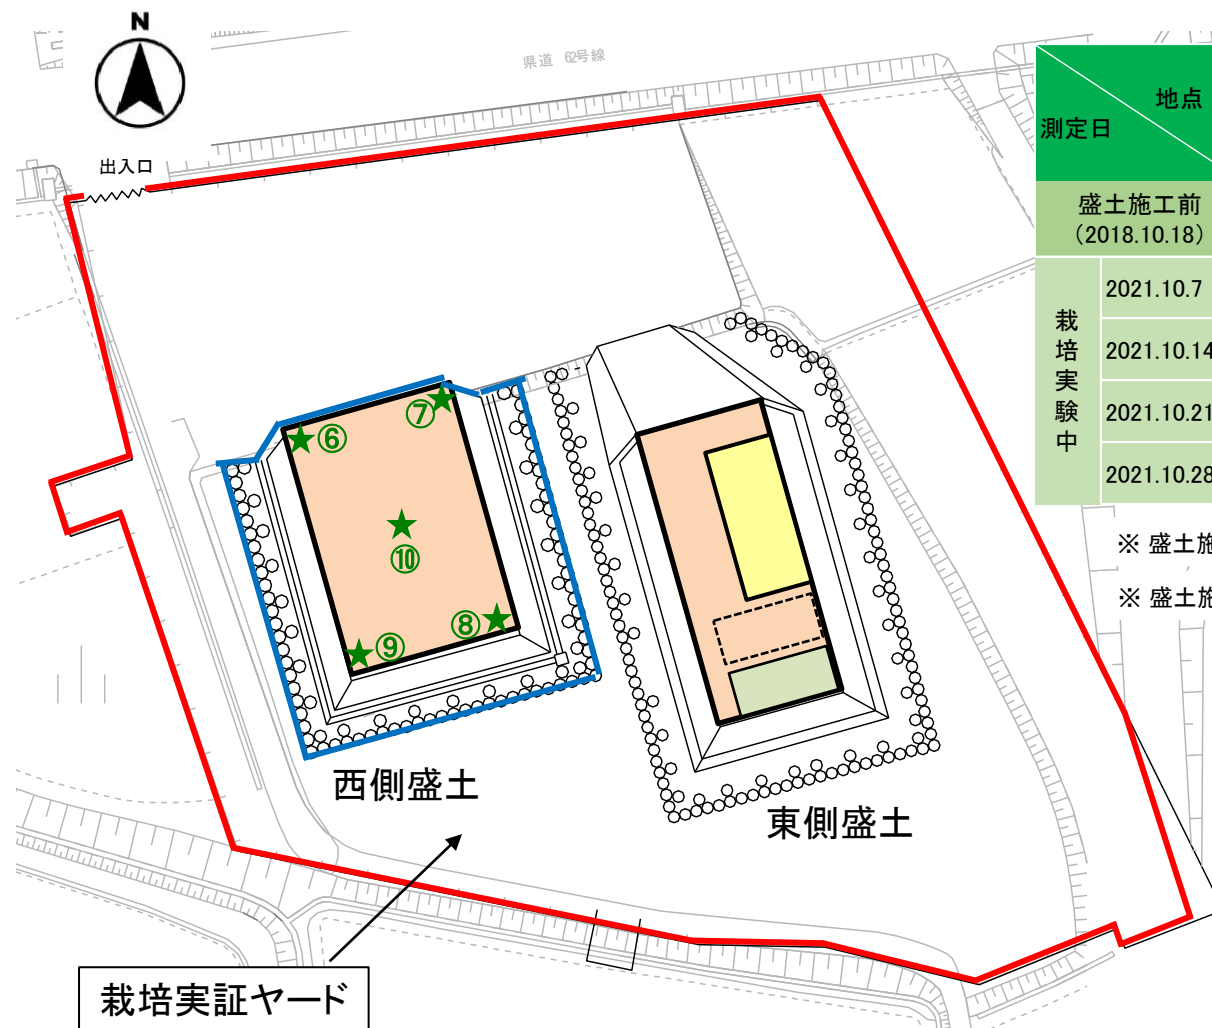 N
県道 62号線
出入口
地点
測定日
盛土施工前
（2018.10.18）
栽培実験中
2021.10.7
2021.10.14
2021.10.21
2021.10.28
※ 盛土施
※ 盛土施
⑥
⑦
⑩
⑧
⑨
西側盛土
東側盛土
栽培実証ヤード